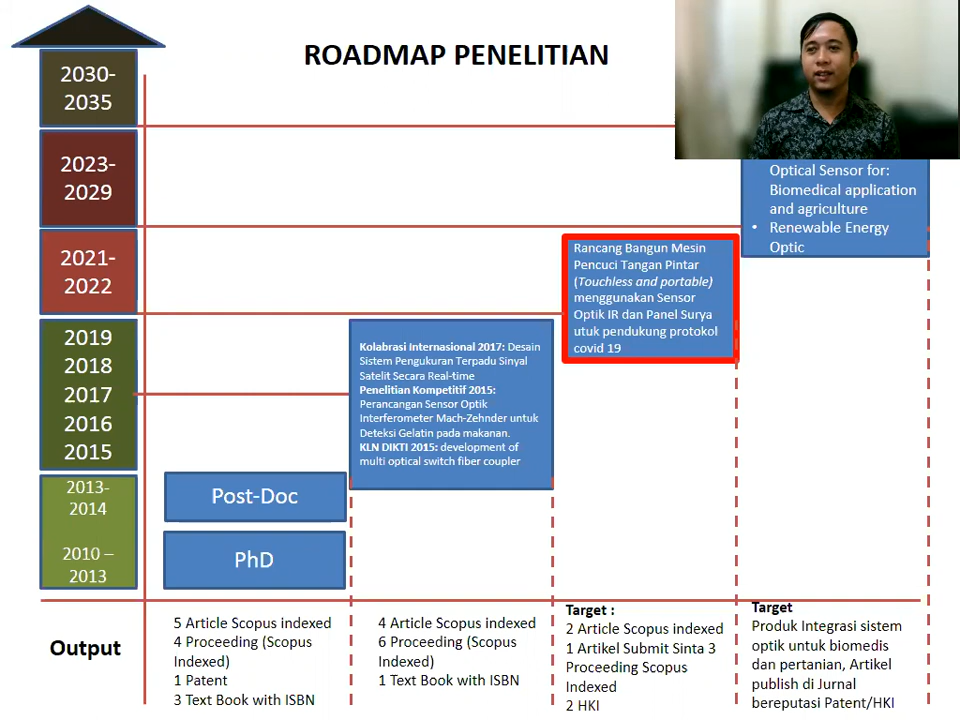 ROADMAP PENELITIAN
2030-
2035
2023-
2029
2021-
2022
2019
2018
2017
2016
2015
2013-
2014
2010 –
2013
Post-Doc
PhD
Kolabrasi Internasional 2017: Desain
Sistem Pengukuran Terpadu Sinyal
Satelit Secara Real-time
Penelitian Kompetitif 2015:
Perancangan Sensor Optik
Interferometer Mach-Zehnder untuk
Deteksi Gelatin pada makanan.
KLN DIKTI 2015: development of
multi optical switch fiber coupler
Rancang Bangun Mesin
Pencuci Tangan Pintar
(Touchless and portable)
menggunakan Sensor
Optik IR dan Panel Surya
utuk pendukung protokol
covid 19
Optical Sensor for:
Biomedical application
and agriculture
• Renewable Energy
Optic
Output
5 Article Scopus indexed
4 Proceeding (Scopus
Indexed)
1 Patent
3 Text Book with ISBN
4 Article Scopus indexed
6 Proceeding (Scopus
Indexed)
1 Text Book with ISBN
Target :
2 Article Scopus indexed
1 Artikel Submit Sinta 3
Proceeding Scopus
Indexed
2 HKI
Target
Produk Integrasi sistem
optik untuk biomedis
dan pertanian, Artikel
publish di Jurnal
bereputasi Patent/HKI